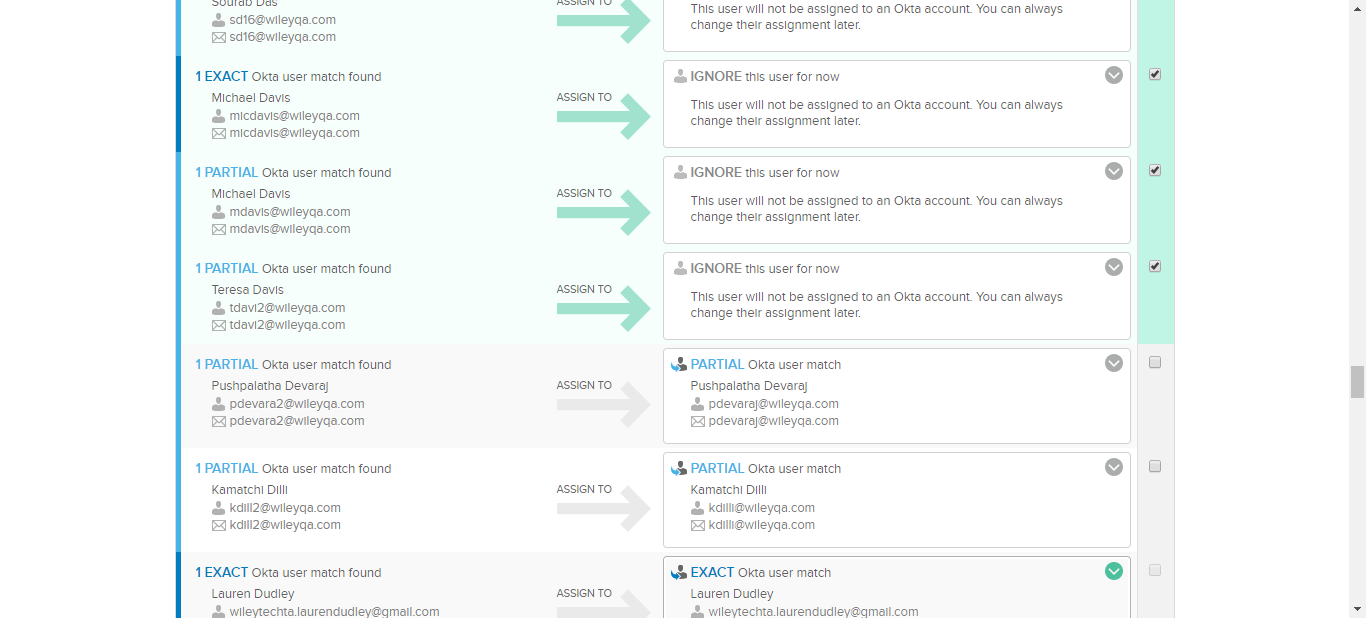 Sourab Das
sd16@wileyqa.com
sd16@wileyqa.com
ASSIGN TO
This user will not be assigned to an Okta account. You can always
change their assignment later.
1 EXACT Okta user match found
Michael Davis
micdavis@wileyqa.com
micdavis@wileyqa.com
ASSIGN TO
IGNORE this user for now
This user will not be assigned to an Okta account. You can always
change their assignment later.
1 PARTIAL Okta user match found
Michael Davis
mdavis@wileyqa.com
mdavis@wileyqa.com
ASSIGN TO
IGNORE this user for now
This user will not be assigned to an Okta account. You can always
change their assignment later.
1 PARTIAL Okta user match found
Teresa Davis
tdavi2@wileyqa.com
tdavi2@wileyqa.com
ASSIGN TO
IGNORE this user for now
This user will not be assigned to an Okta account. You can always
change their assignment later.
1 PARTIAL Okta user match found
Pushpalatha Devaraj
pdevara2@wileyqa.com
pdevara2@wileyqa.com
ASSIGN TO
PARTIAL Okta user match
Pushpalatha Devaraj
pdevaraj@wileyqa.com
pdevaraj@wileyqa.com
1 PARTIAL Okta user match found
Kamatchi Dilli
kdill2@wileyqa.com
kdill2@wileyqa.com
ASSIGN TO
PARTIAL Okta user match
Kamatchi Dilli
kdilli@wileyqa.com
kdilli@wileyqa.com
1 EXACT Okta user match found
Lauren Dudley
wileytechta.laurendudley@gmail.com
ASSIGN TO
EXACT Okta user match
Lauren Dudley
wileytechta.laurendudley@gmail.com